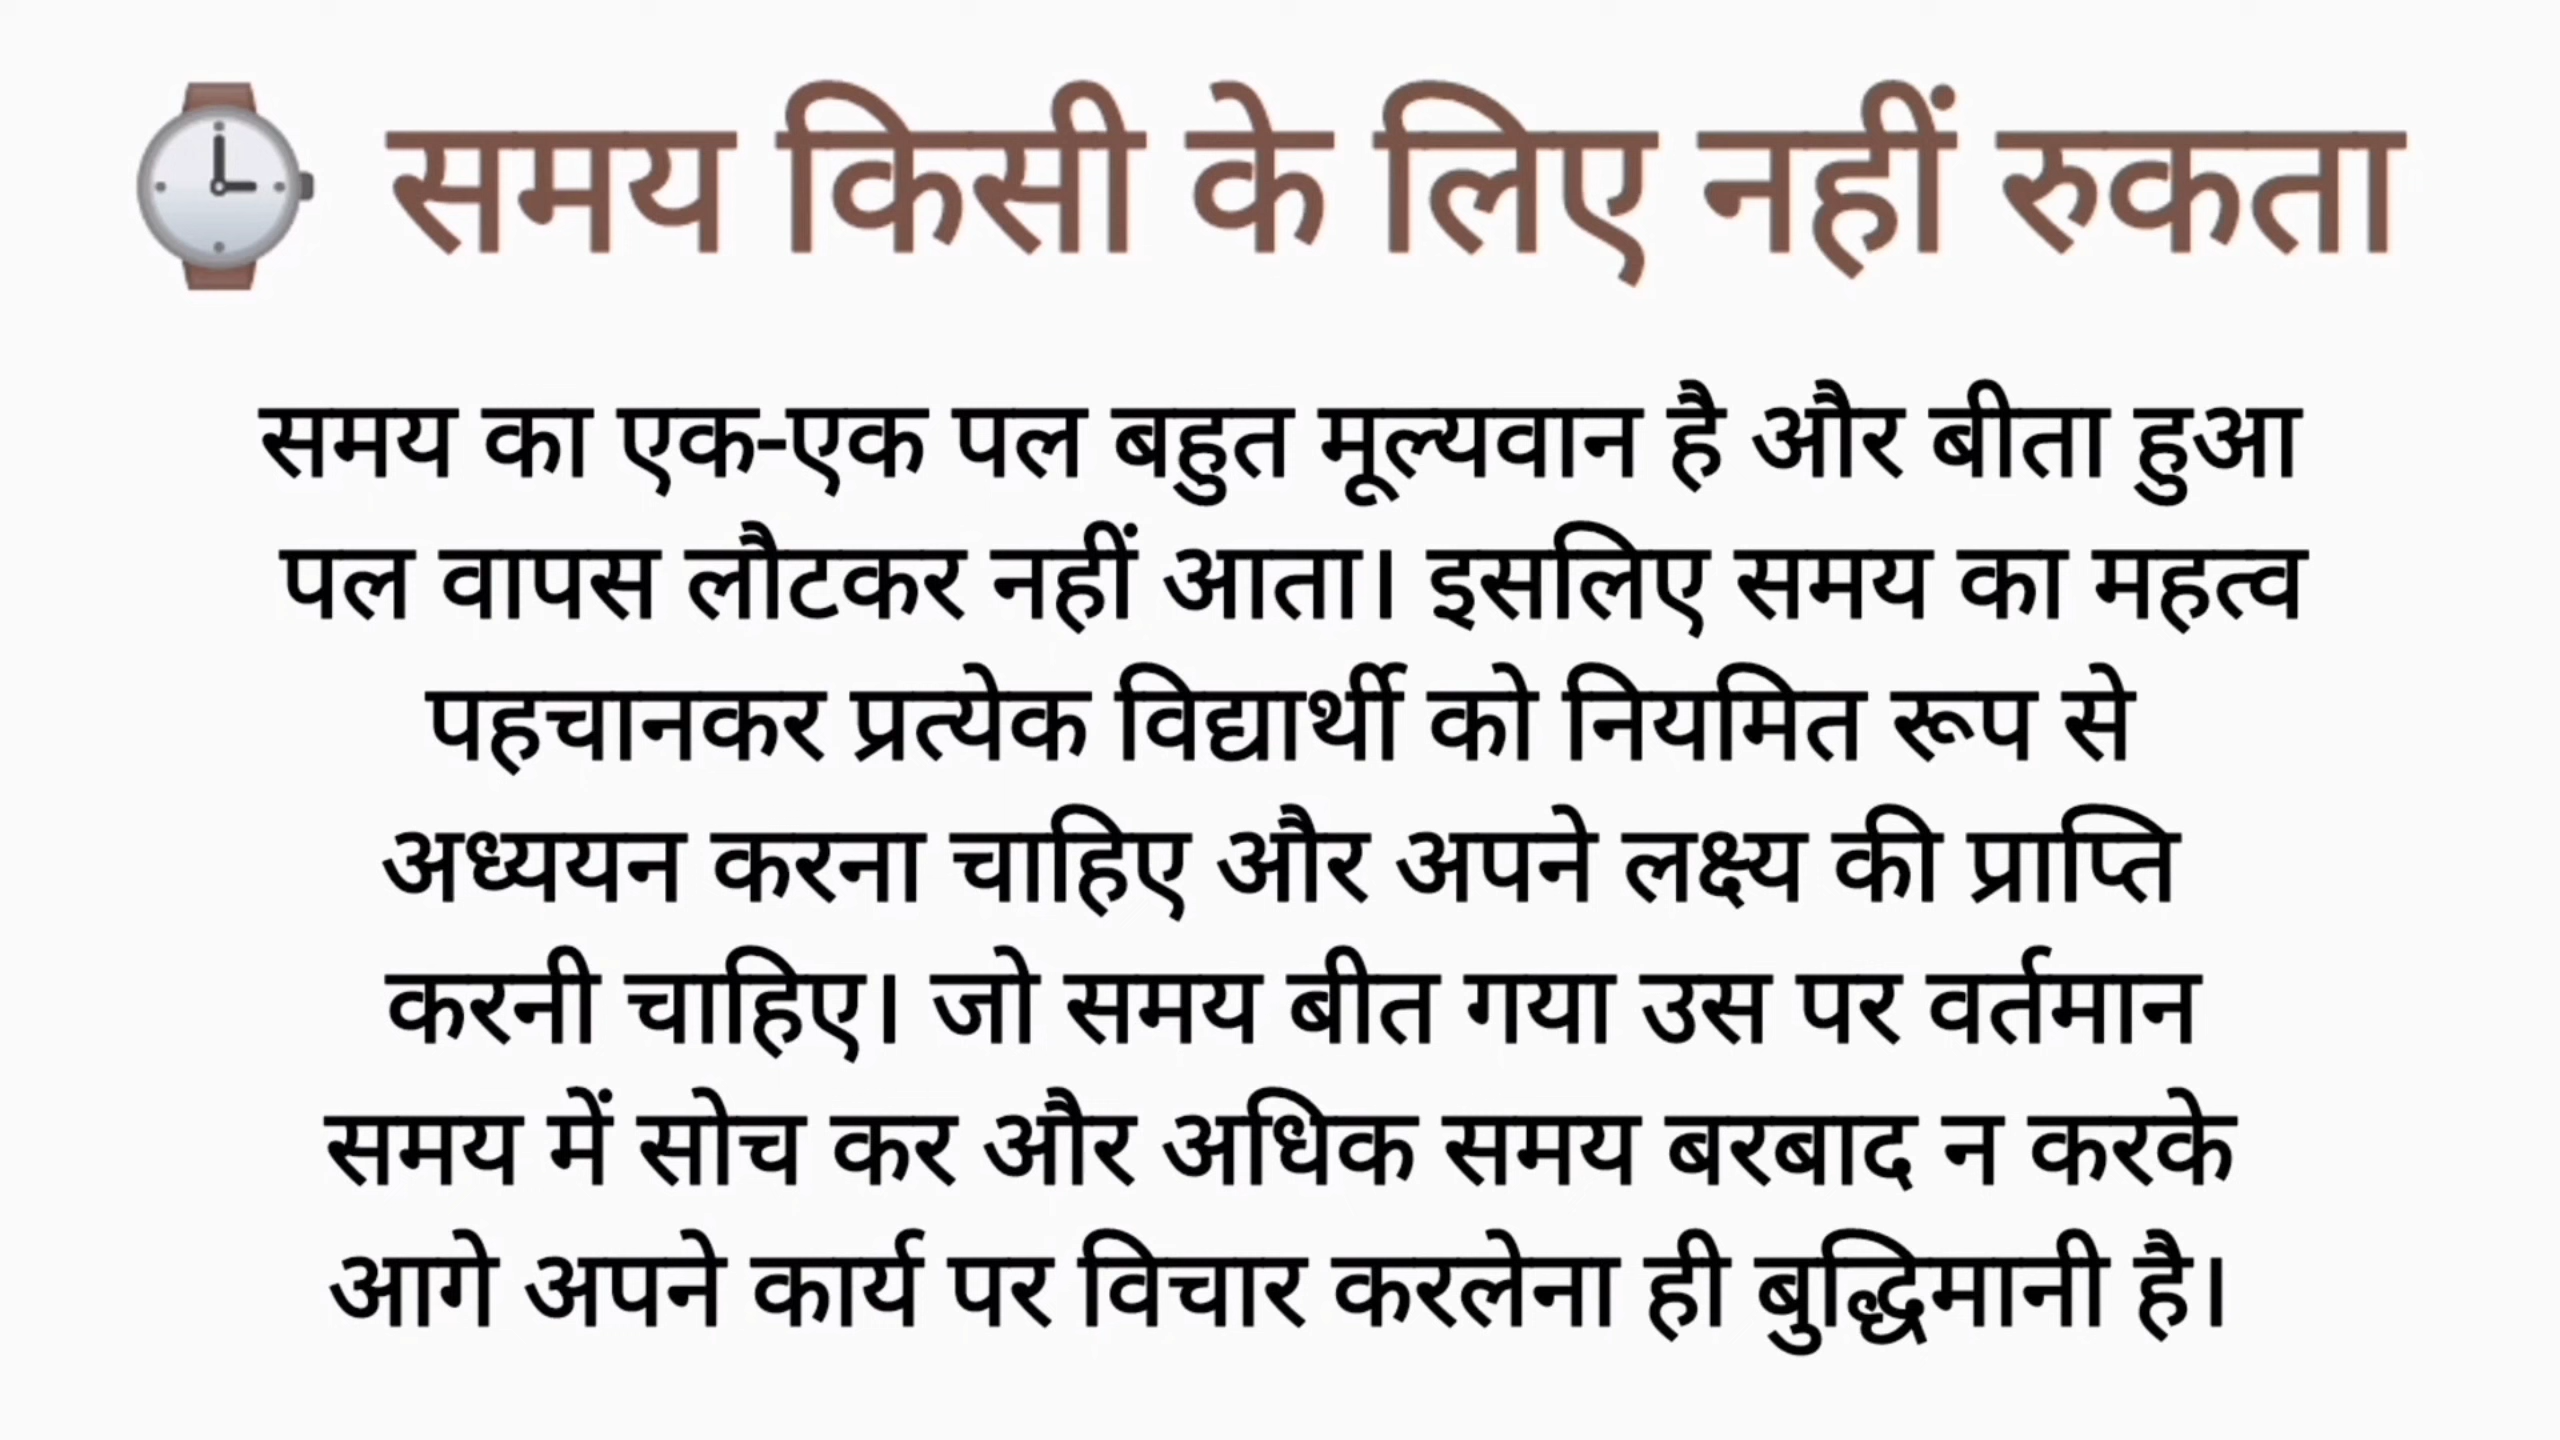 समय किसी के लिए नहीं रुकता
समय का एक-एक पल बहुत मूल्यवान है और बीता हुआ
पल वापस लौटकर नहीं आता। इसलिए समय का महत्व
पहचानकर प्रत्येक विद्यार्थी को नियमित रूप से
अध्ययन करना चाहिए और अपने लक्ष्य की प्राप्ति
करनी चाहिए। जो समय बीत गया उस पर वर्तमान
समय में सोच कर और अधिक समय बरबाद न करके
आगे अपने कार्य पर विचार करलेना ही बुद्धिमानी है।